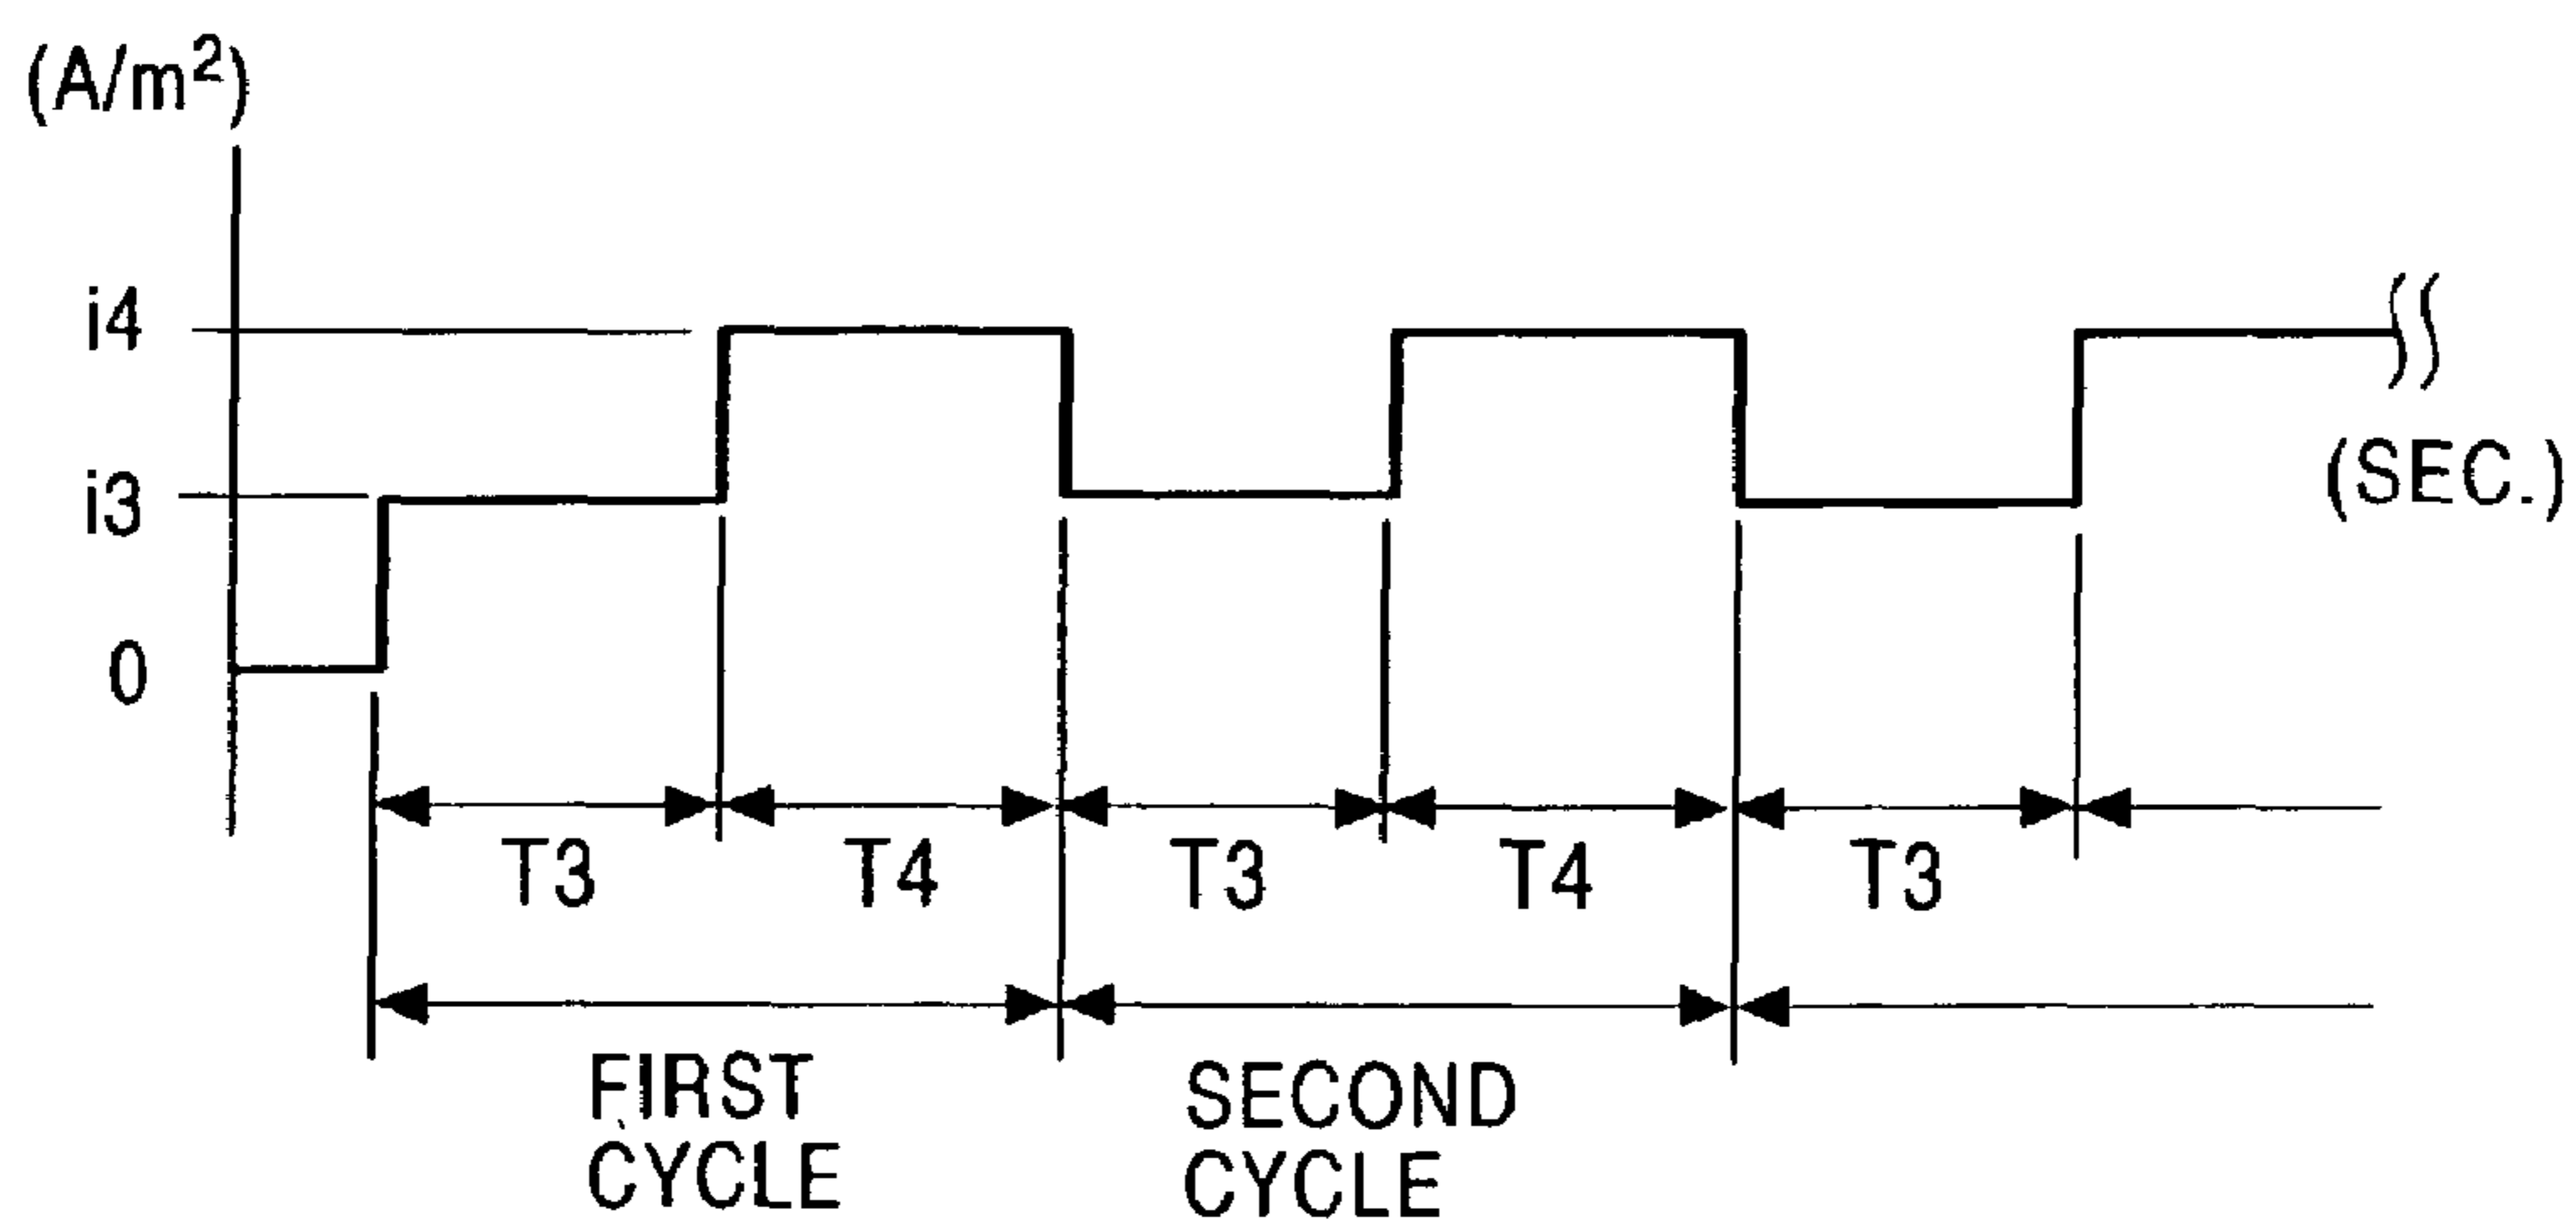 (A/m²)
i4
i3
0
(SEC.)
T3 T4 T3 T4 T3
FIRST
CYCLE
SECOND
CYCLE